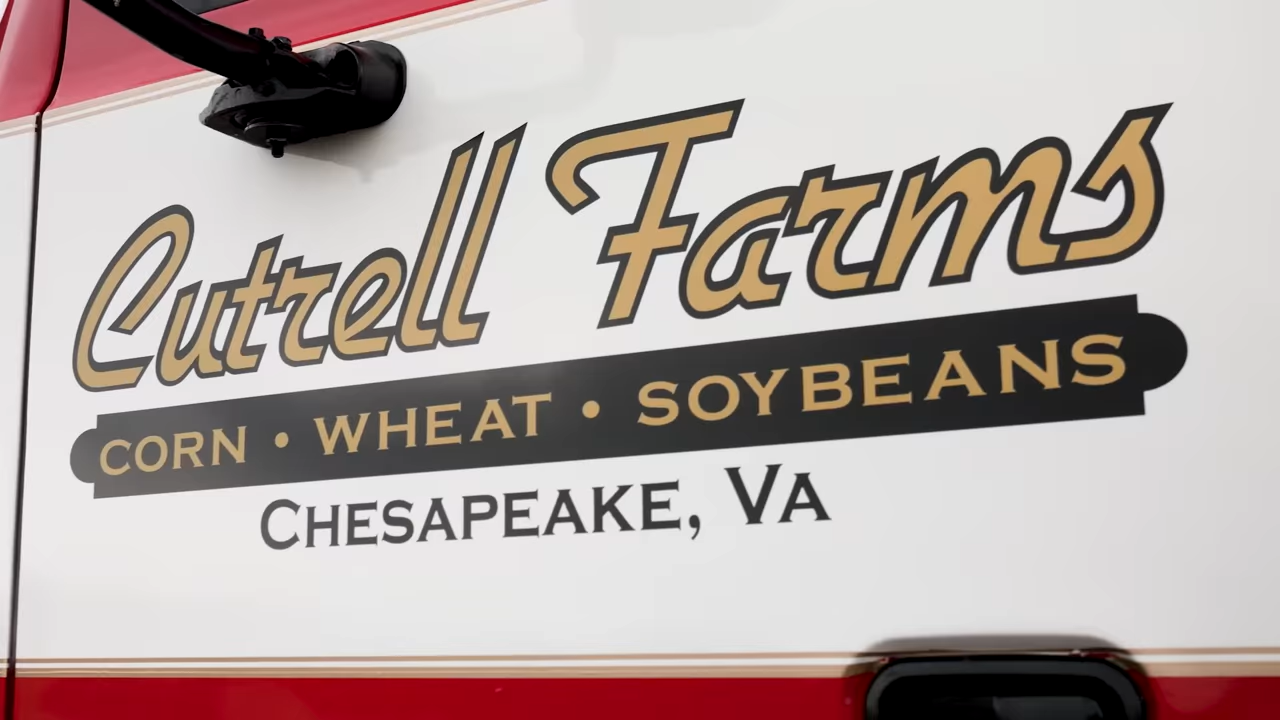 Cutrell Farms
CORN • WHEAT • SOYBEANS
CHESAPEAKE, VA